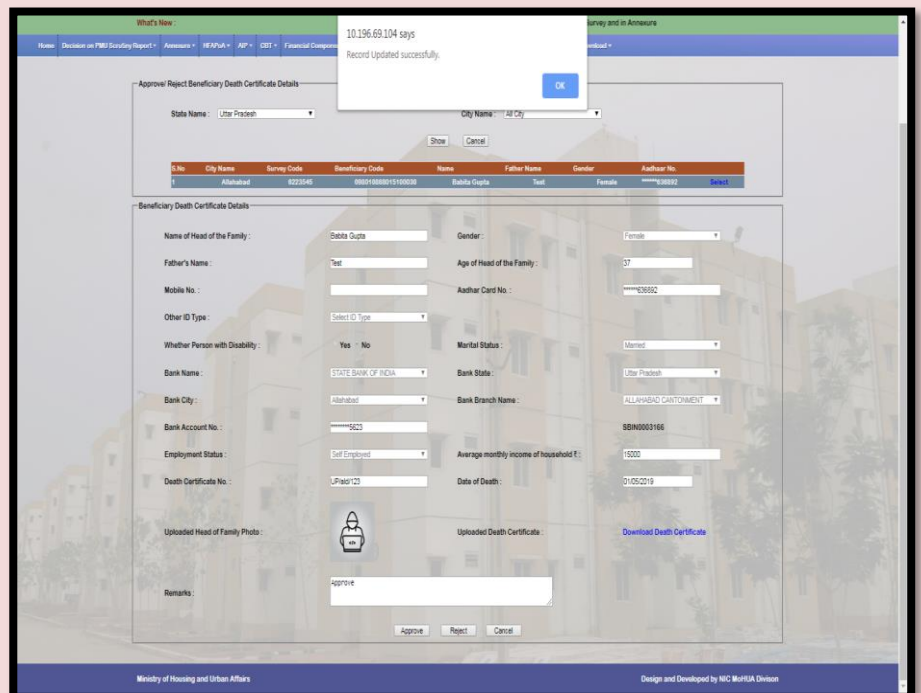 What's New :
Survey and in Annexure
Home Decision on PMU Scrutiny Report Annexure HFAPoA AIP CBT Financial
10.196.69.104 says
Record Updated successfully.
OK
Approve/ Reject Beneficiary Death Certificate Details
State Name : Uttar Pradesh City Name : All City
Show Cancel
S.No City Name Survey Code Beneficiary Code Name Father Name Gender Aadhaar No.
1 Allahabad 8223545 Babita Gupta Test Female ******636892 Select
Beneficiary Death Certificate Details
Name of Head of the Family : Babita Gupta Gender : Female
Father's Name : Test Age of Head of the Family : 37
Mobile No. : Aadhar Card No. : ******636892
Other ID Type : Select ID Type
Whether Person with Disability : Yes No Marital Status : Married
Bank Name : STATE BANK OF INDIA Bank State : Uttar Pradesh
Bank City : Allahabad Bank Branch Name : ALLAHABAD CANTONMENT
Bank Account No. : *******5623 SBIN0003166
Employment Status : Self Employed Average monthly income of household ₹ : 15000
Death Certificate No. : Date of Death : 01/05/2019
Uploaded Head of Family Photo : Uploaded Death Certificate : Download Death Certificate
Remarks : Approve
Approve Reject Cancel
Ministry of Housing and Urban Affairs Design and Developed by NIC MoHUA Divison